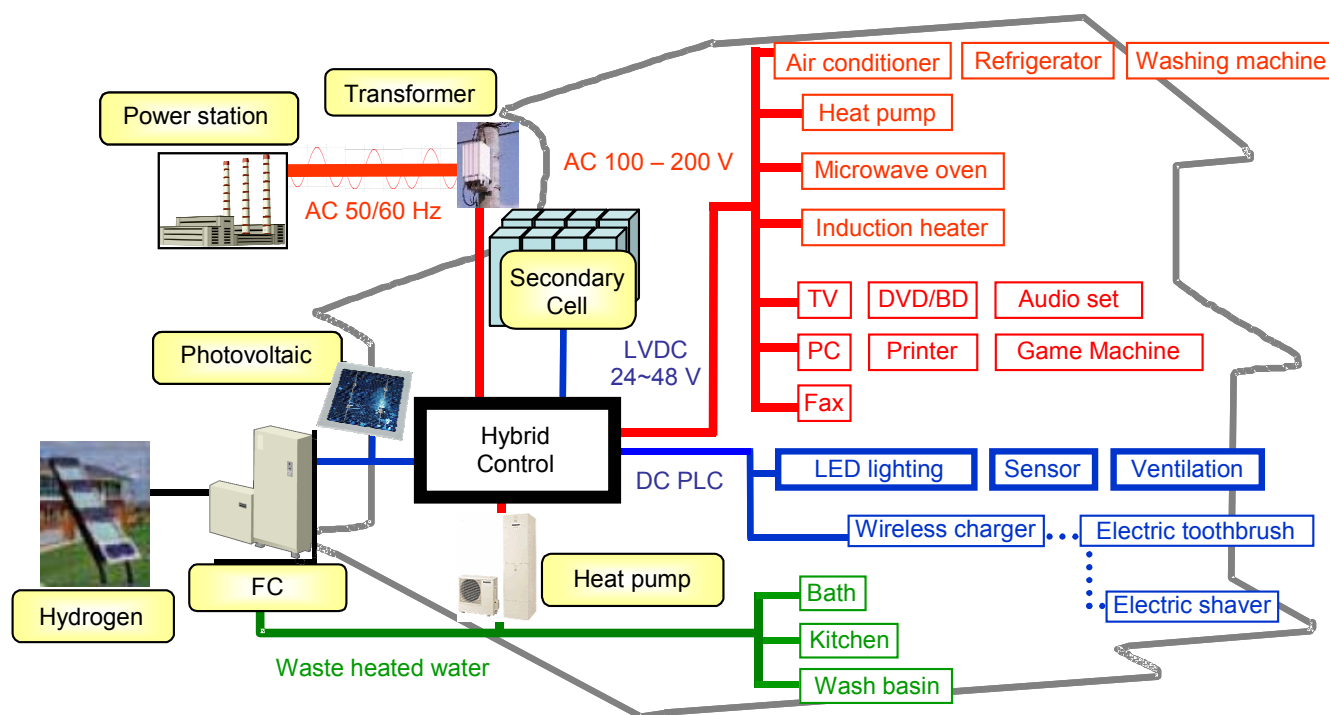 Air conditioner
Refrigerator
Washing machine
Transformer
Power station
Heat pump
AC 100 – 200 V
Microwave oven
AC 50/60 Hz
Induction heater
Secondary
Cell
TV
DVD/BD
Audio set
Photovoltaic
LVDC
24~48 V
PC
Printer
Game Machine
Fax
Hybrid
Control
DC PLC
LED lighting
Sensor
Ventilation
Wireless charger
Electric toothbrush
Electric shaver
FC
Heat pump
Hydrogen
Bath
Kitchen
Waste heated water
Wash basin